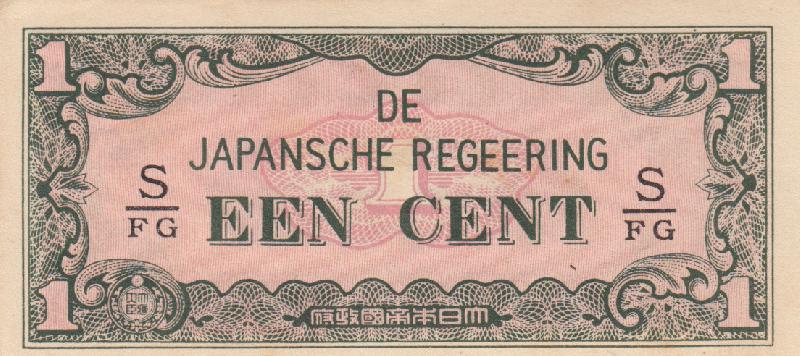 1 1
DE
JAPANSCHE REGEERING
S/FG EEN CENT S/FG
1 1
大日本帝國政府